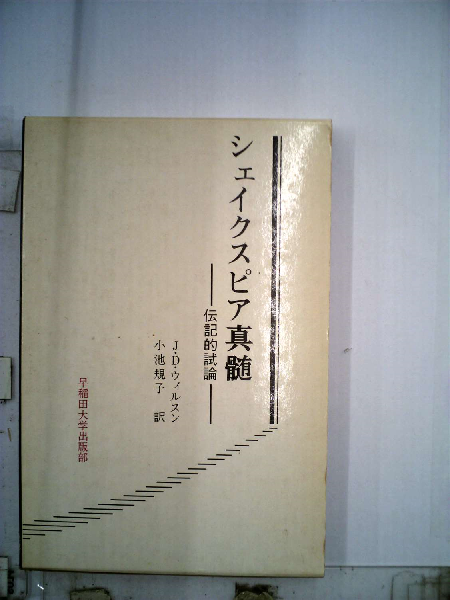 シェイクスピア真髄
伝記的試論
J・D・ウィルスン
小池規子 訳
早稲田大学出版部